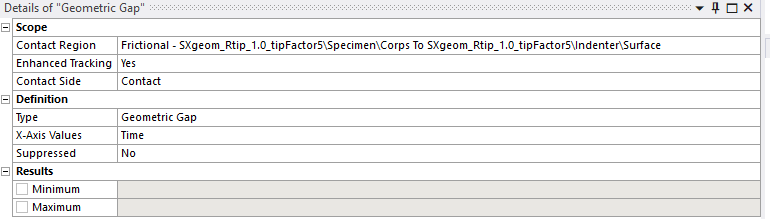 Details of "Geometric Gap"
Scope
Contact Region Frictional - SXgeom_Rtip_1.0_tipFactor5\Specimen\Corps To SXgeom_Rtip_1.0_tipFactor5\Indenter\Surface
Enhanced Tracking Yes
Contact Side Contact
Definition
Type Geometric Gap
X-Axis Values Time
Suppressed No
Results
Minimum
Maximum